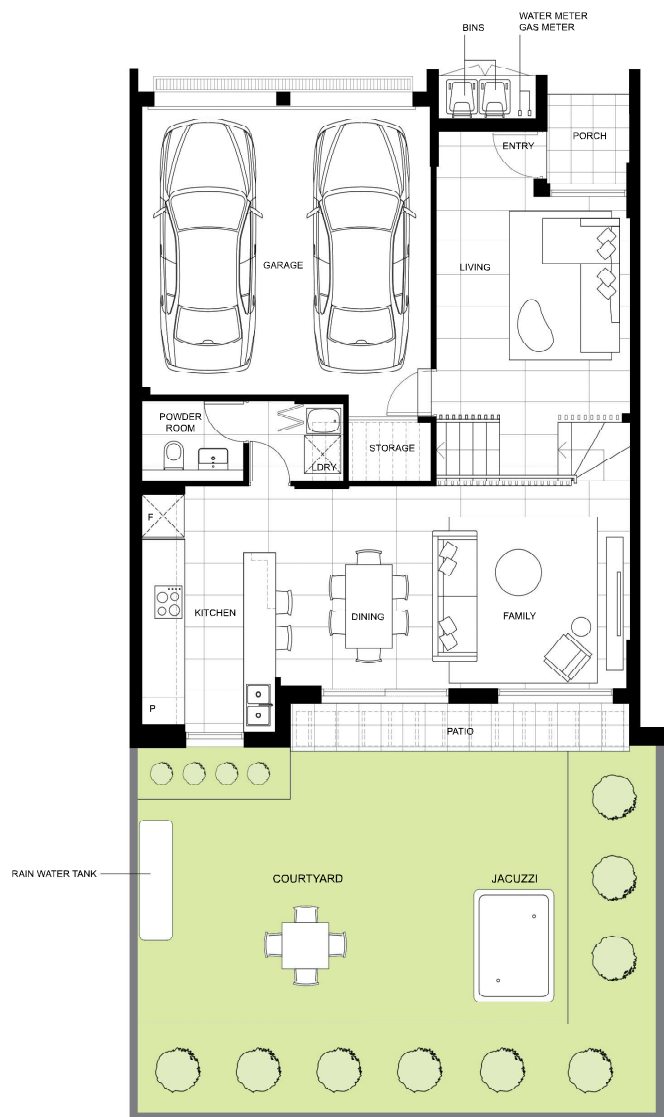 WATER METER
GAS METER
BINS
ENTRY
PORCH
GARAGE
LIVING
POWDER
ROOM
STORAGE
LDRY
F
KITCHEN
DINING
FAMILY
P
PATIO
RAIN WATER TANK
COURTYARD
JACUZZI